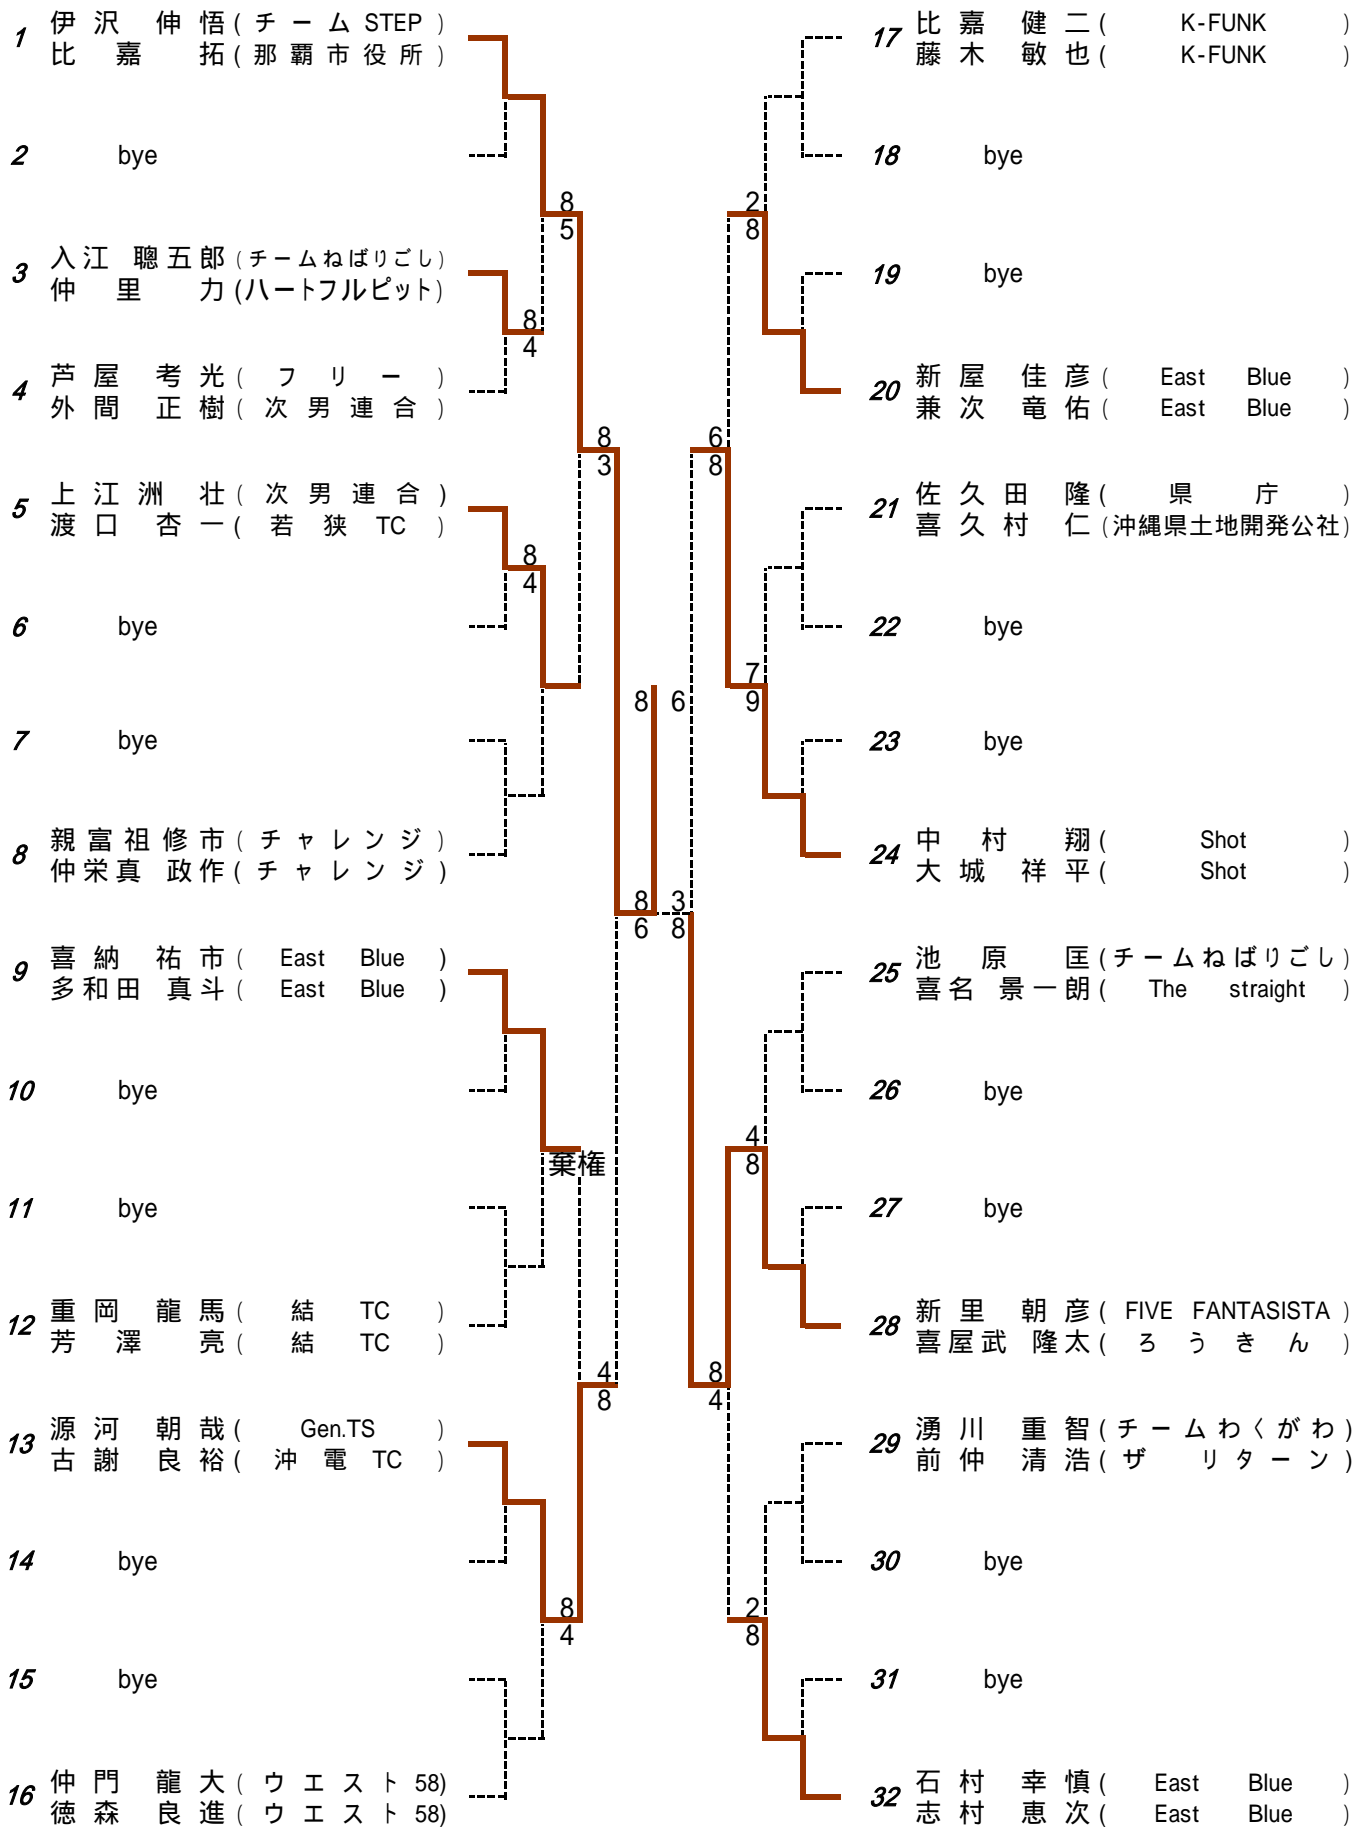 1 伊沢 伸悟 (チーム STEP)
比嘉 拓 (那覇市役所)
2 bye
8
5
3 入江 聰五郎 (チームねばりごし)
仲里 力 (ハートフルピット)
8
4
4 芦屋 考光 (フリー)
外間 正樹 (次男連合)
8
3
5 上江洲 壮 (次男連合)
渡口 杏一 (若狭 TC)
8
4
6 bye
7 bye
8 親富祖修市 (チャレンジ)
仲栄真 政作 (チャレンジ)
8 6
8
6
3
8
9 喜納 祐市 (East Blue)
多和田 真斗 (East Blue)
10 bye
棄権
11 bye
12 重岡 龍馬 (結 TC)
芳澤 亮 (結 TC)
4
8
13 源河 朝哉 (Gen.TS)
古謝 良裕 (沖電 TC)
14 bye
8
4
15 bye
16 仲門 龍大 (ウエスト 58)
徳森 良進 (ウエスト 58)
17 比嘉 健二 (K-FUNK)
藤木 敏也 (K-FUNK)
18 bye
2
8
19 bye
20 新屋 佳彦 (East Blue)
兼次 竜佑 (East Blue)
6
8
21 佐久田 隆 (県庁)
喜久村 仁 (沖縄県土地開発公社)
22 bye
7
9
23 bye
24 中村 翔 (Shot)
大城 祥平 (Shot)
25 池原 匡 (チームねばりごし)
喜名 景一朗 (The straight)
26 bye
4
8
27 bye
28 新里 朝彦 (FIVE FANTASISTA)
喜屋武 隆太 (ろうきん)
8
4
29 湧川 重智 (チームわくがわ)
前仲 清浩 (ザ リターン)
30 bye
2
8
31 bye
32 石村 幸慎 (East Blue)
志村 恵次 (East Blue)